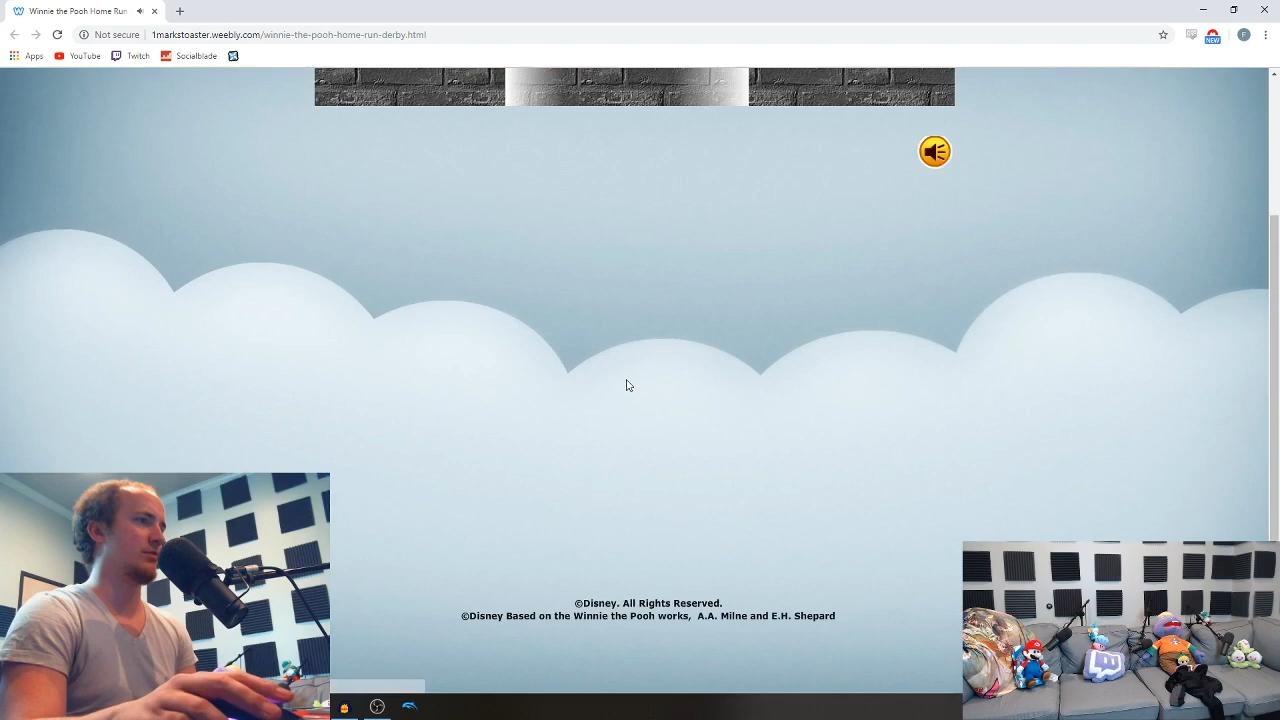 Winnie the Pooh Home Run
Not secure
1markstoaster.weebly.com/winnie-the-pooh-home-run-derby.html
NEW
F
Apps
YouTube
Twitch
Socialblade
©Disney. All Rights Reserved.
©Disney Based on the Winnie the Pooh works, A.A. Milne and E.H. Shepard